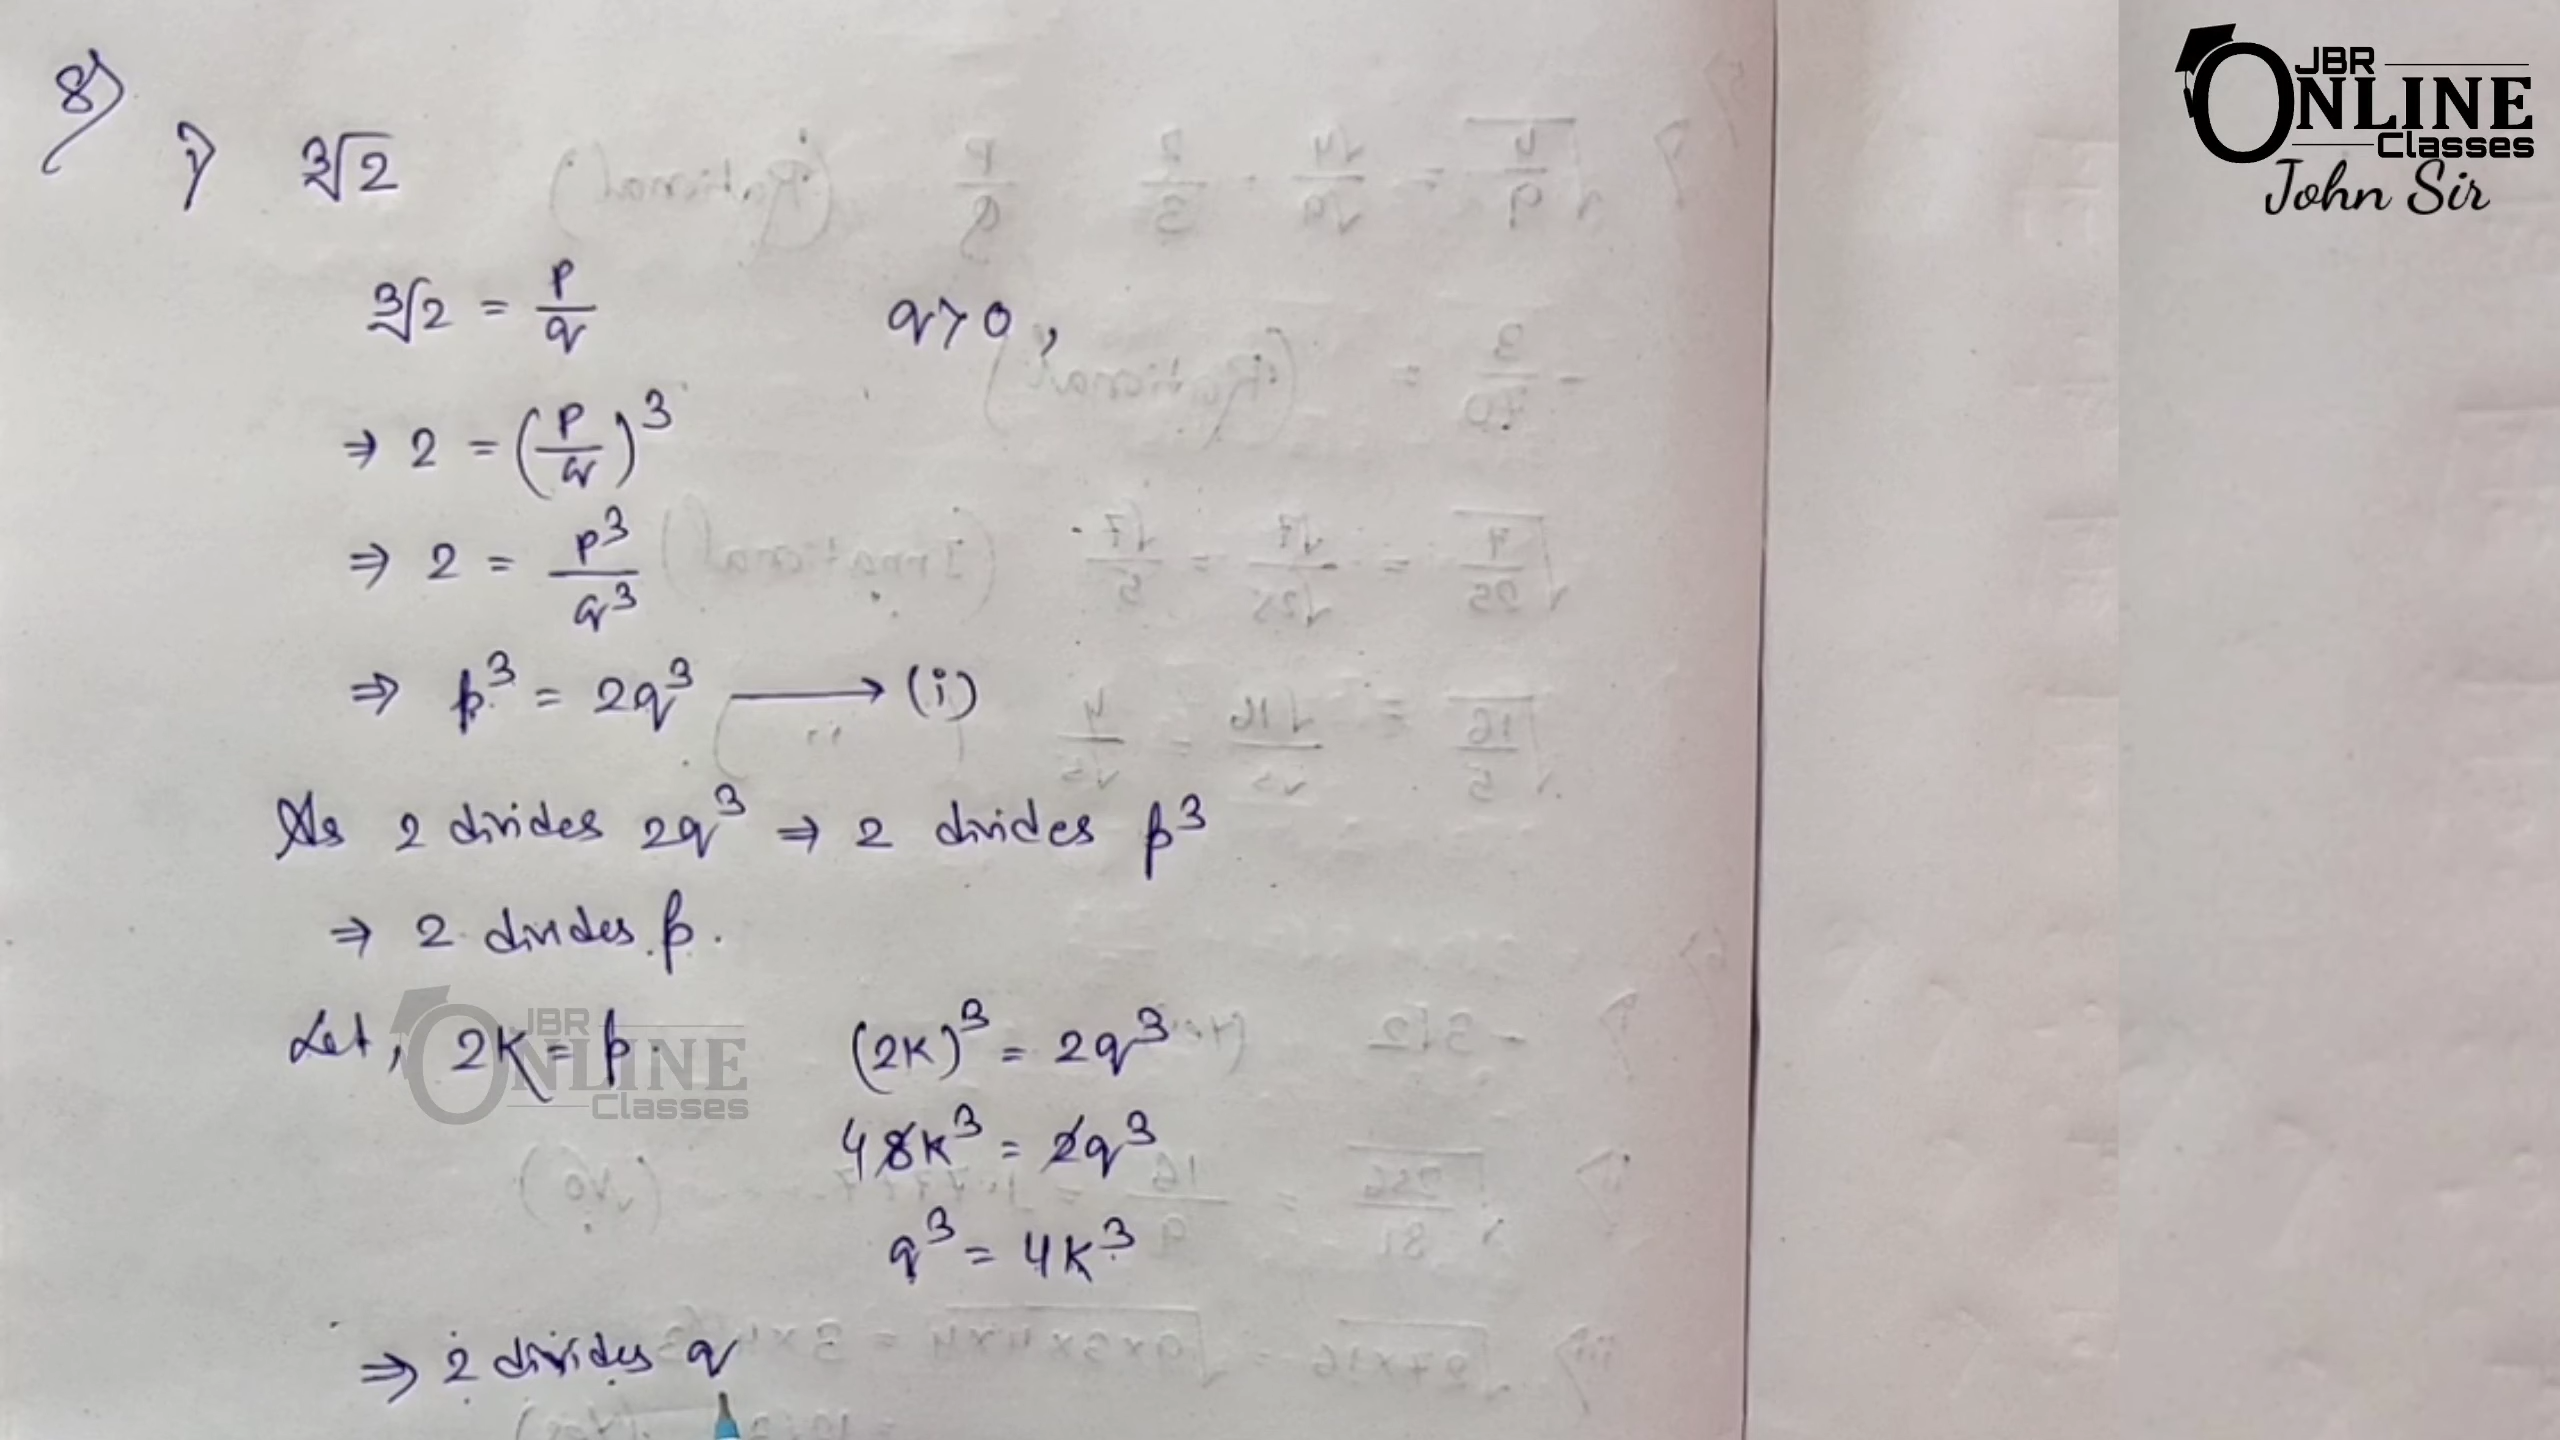 JBR
ONLINE
Classes
John Sir
8)
i) ∛2
∛2 = p/q q>0,
⇒ 2 = (p/q)³
⇒ 2 = p³/q³
⇒ p³ = 2q³ ⟶ (i)
As 2 divides 2q³ ⇒ 2 divides p³
⇒ 2 divides p.
Let, 2K = p. (2K)³ = 2q³
4 8K³ = 2q³
q³ = 4K³
⇒ 2 divides q
JBR
ONLINE
Classes